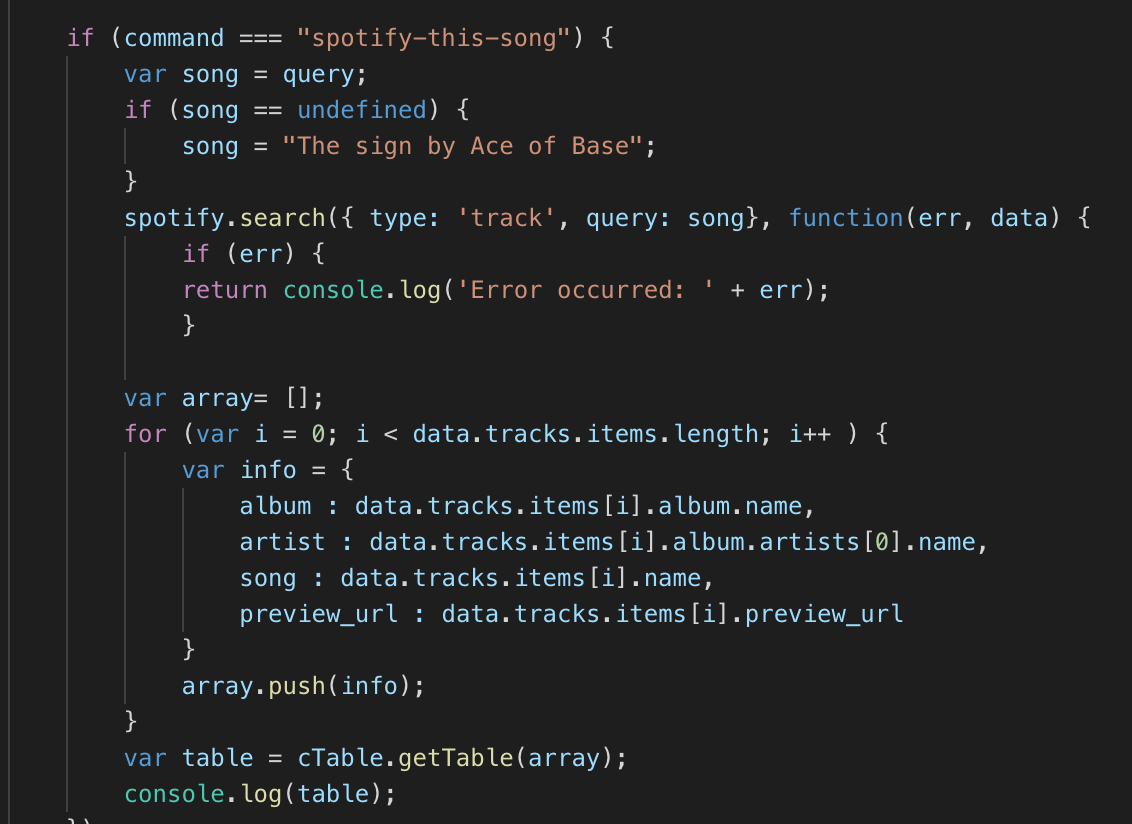 if (command === "spotify-this-song") {
var song = query;
if (song == undefined) {
song = "The sign by Ace of Base";
}
spotify.search({ type: 'track', query: song}, function(err, data) {
if (err) {
return console.log('Error occurred: ' + err);
}
var array= [];
for (var i = 0; i < data.tracks.items.length; i++ ) {
var info = {
album : data.tracks.items[i].album.name,
artist : data.tracks.items[i].album.artists[0].name,
song : data.tracks.items[i].name,
preview_url : data.tracks.items[i].preview_url
}
array.push(info);
}
var table = cTable.getTable(array);
console.log(table);